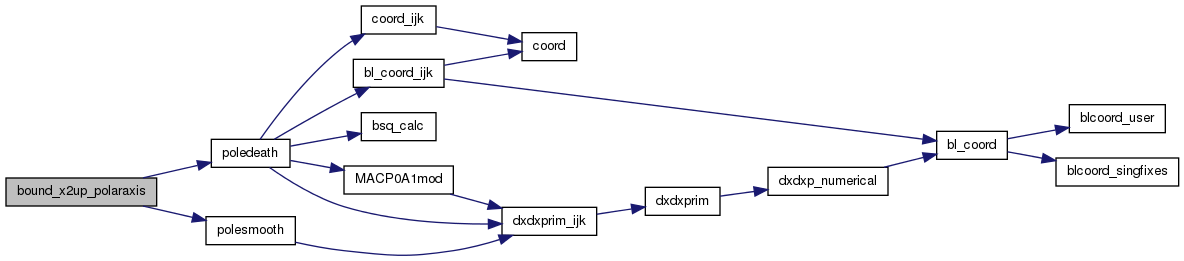 bound_x2up_polaraxis
poledeath
polesmooth
coord_ijk
bl_coord_ijk
bsq_calc
MACP0A1mod
coord
dxdxprim_ijk
dxdxprim
dxdxp_numerical
bl_coord
blcoord_user
blcoord_singfixes